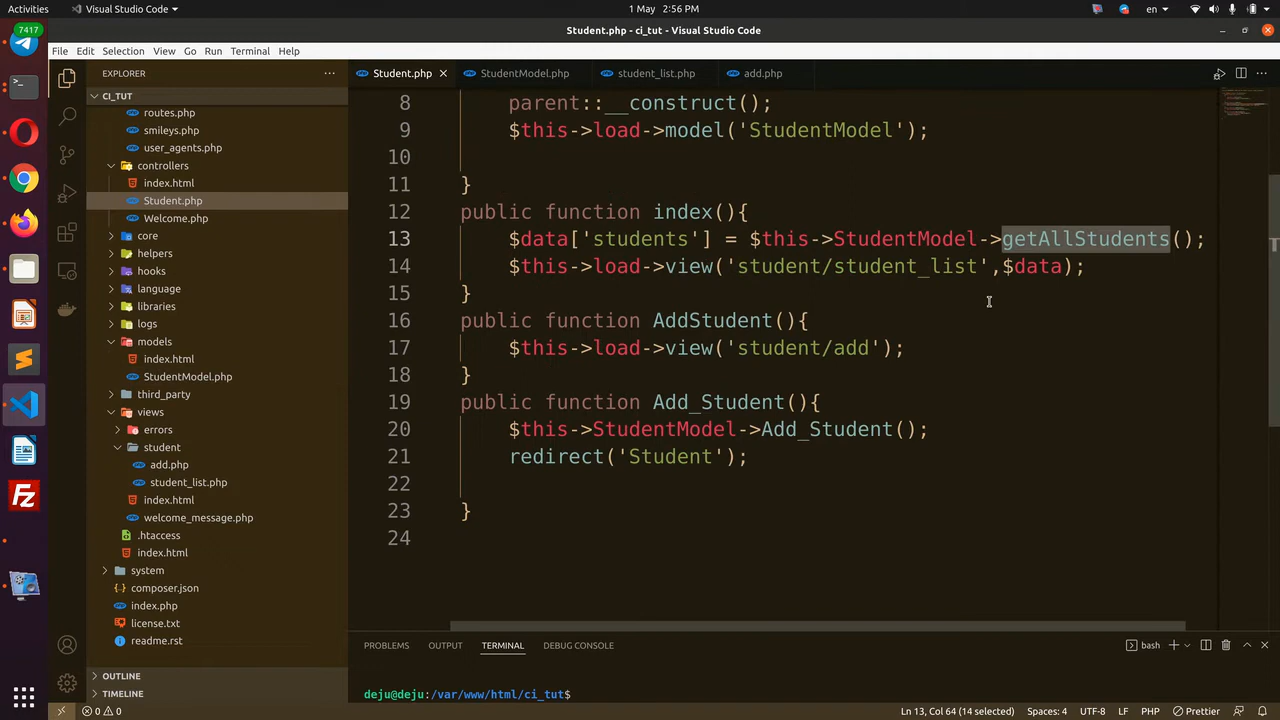 Activities
Visual Studio Code
1 May 2:56 PM
en
Student.php - ci_tut - Visual Studio Code
7417
File Edit Selection View Go Run Terminal Help
EXPLORER
CI_TUT
routes.php
smileys.php
user_agents.php
controllers
index.html
Student.php
Welcome.php
core
helpers
hooks
language
libraries
logs
models
index.html
StudentModel.php
third_party
views
errors
student
add.php
student_list.php
index.html
welcome_message.php
.htaccess
index.html
system
composer.json
index.php
license.txt
readme.rst
OUTLINE
TIMELINE
Student.php StudentModel.php student_list.php add.php
8 parent::__construct();
9 $this->load->model('StudentModel');
10
11 }
12 public function index(){
13 $data['students'] = $this->StudentModel->getAllStudents();
14 $this->load->view('student/student_list',$data);
15 }
16 public function AddStudent(){
17 $this->load->view('student/add');
18 }
19 public function Add_Student(){
20 $this->StudentModel->Add_Student();
21 redirect('Student');
22
23 }
24
PROBLEMS OUTPUT TERMINAL DEBUG CONSOLE
bash
deju@deju:/var/www/html/ci_tut$
0 0
Ln 13, Col 64 (14 selected) Spaces: 4 UTF-8 LF PHP Prettier